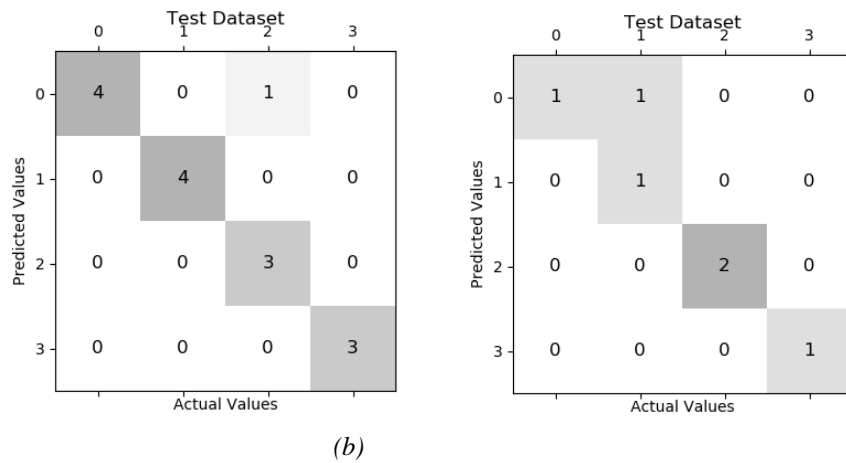 Test Dataset
0 1 2 3
0 4 0 1 0
1 0 4 0 0
2 0 0 3 0
3 0 0 0 3
Predicted Values
Actual Values
Test Dataset
0 1 2 3
0 1 1 0 0
1 0 1 0 0
2 0 0 2 0
3 0 0 0 1
Predicted Values
Actual Values
(b)